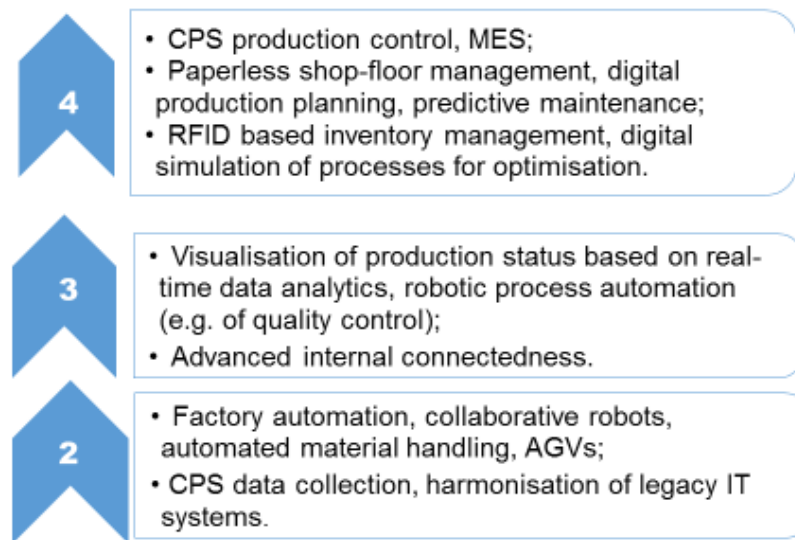 4
• CPS production control, MES;
• Paperless shop-floor management, digital
production planning, predictive maintenance;
• RFID based inventory management, digital
simulation of processes for optimisation.
3
• Visualisation of production status based on real-
time data analytics, robotic process automation
(e.g. of quality control);
• Advanced internal connectedness.
2
• Factory automation, collaborative robots,
automated material handling, AGVs;
• CPS data collection, harmonisation of legacy IT
systems.